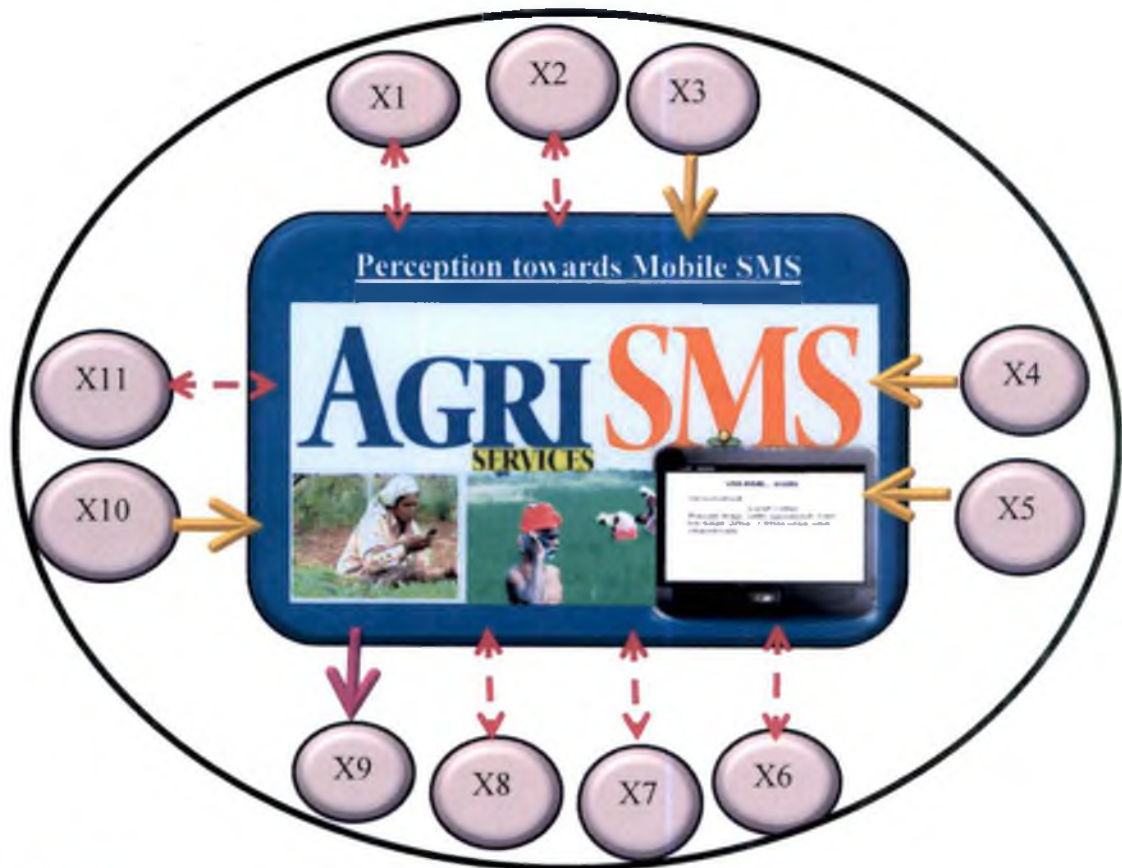 X1
X2
X3
Perception towards Mobile SMS
AGRI SMS
SERVICES
X11
X4
X10
X5
X9
X8
X7
X6